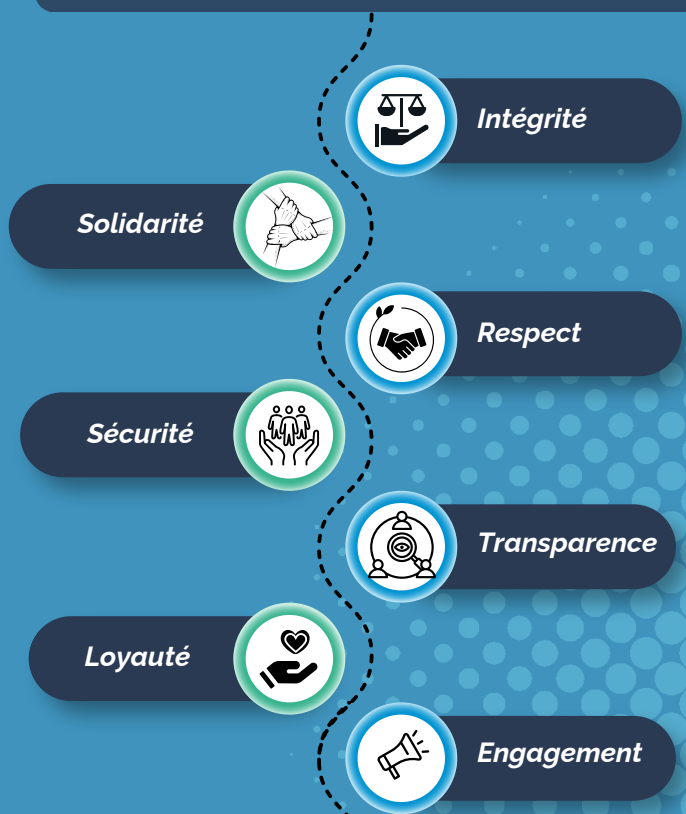 Intégrité
Solidarité
Respect
Sécurité
Transparence
Loyauté
Engagement